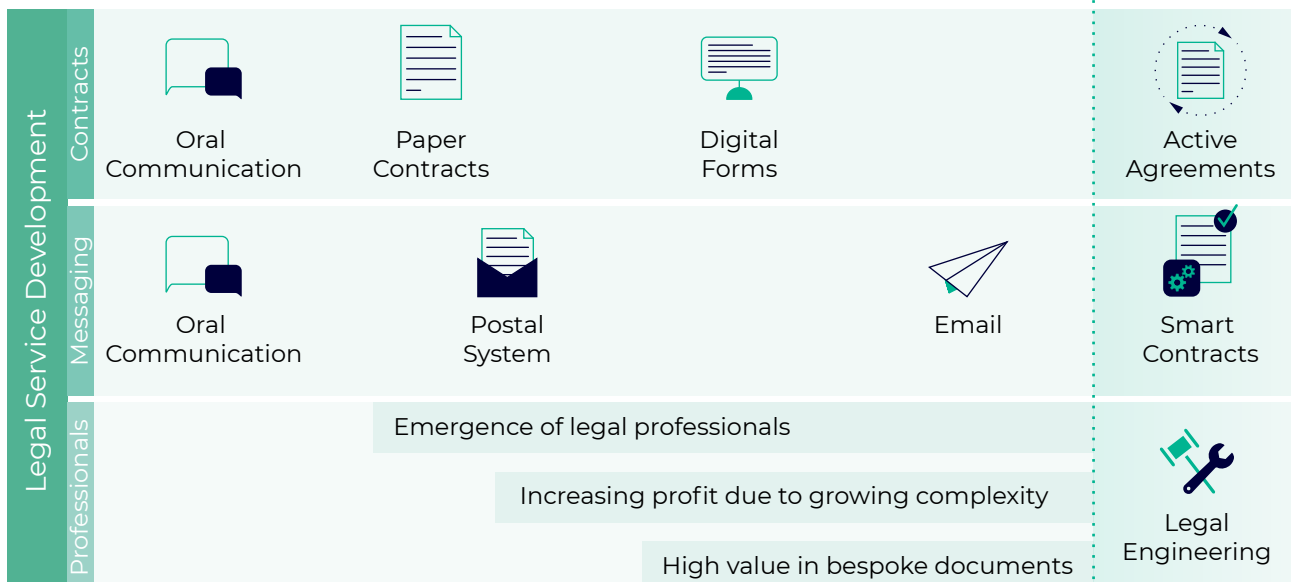 Legal Service Development
Contracts
Oral
Communication
Paper
Contracts
Digital
Forms
Active
Agreements
Messaging
Oral
Communication
Postal
System
Email
Smart
Contracts
Professionals
Emergence of legal professionals
Increasing profit due to growing complexity
High value in bespoke documents
Legal
Engineering